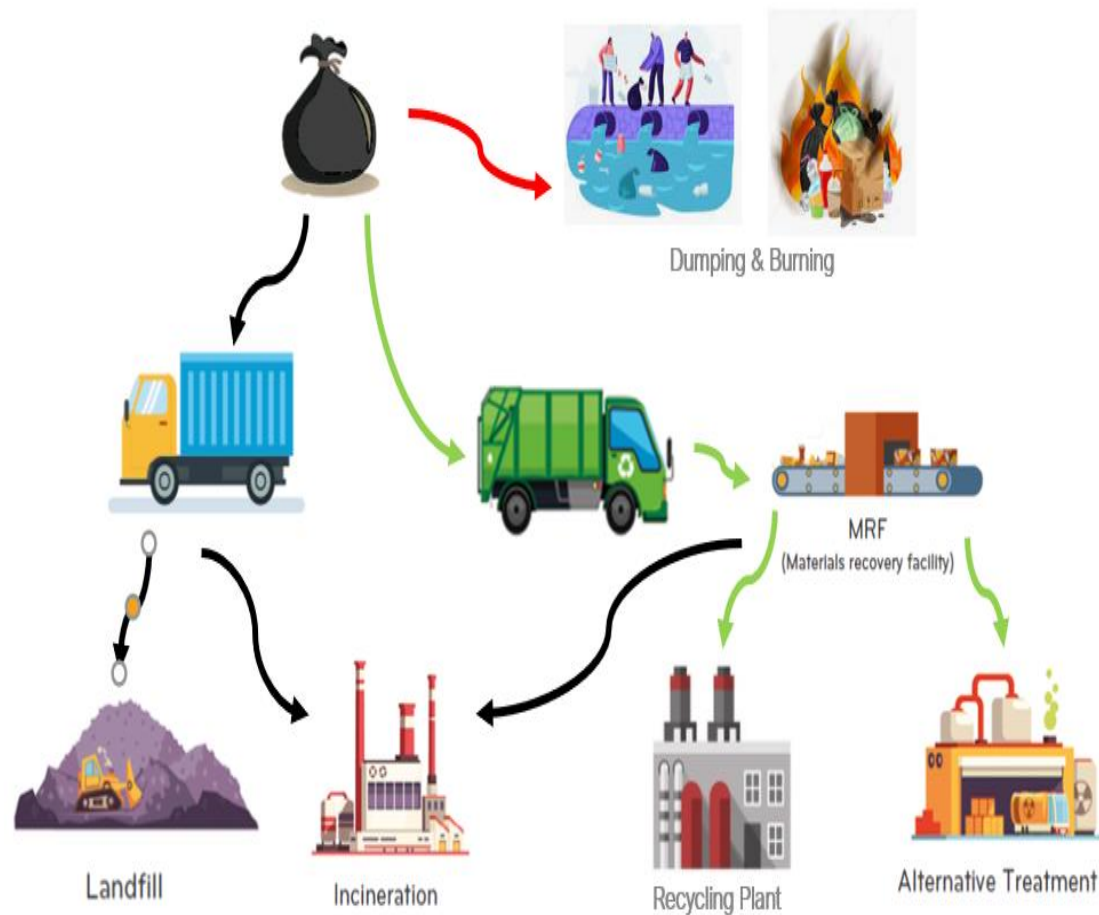 Dumping & Burning
MRF
(Materials recovery facility)
Landfill
Incineration
Recycling Plant
Alternative Treatment